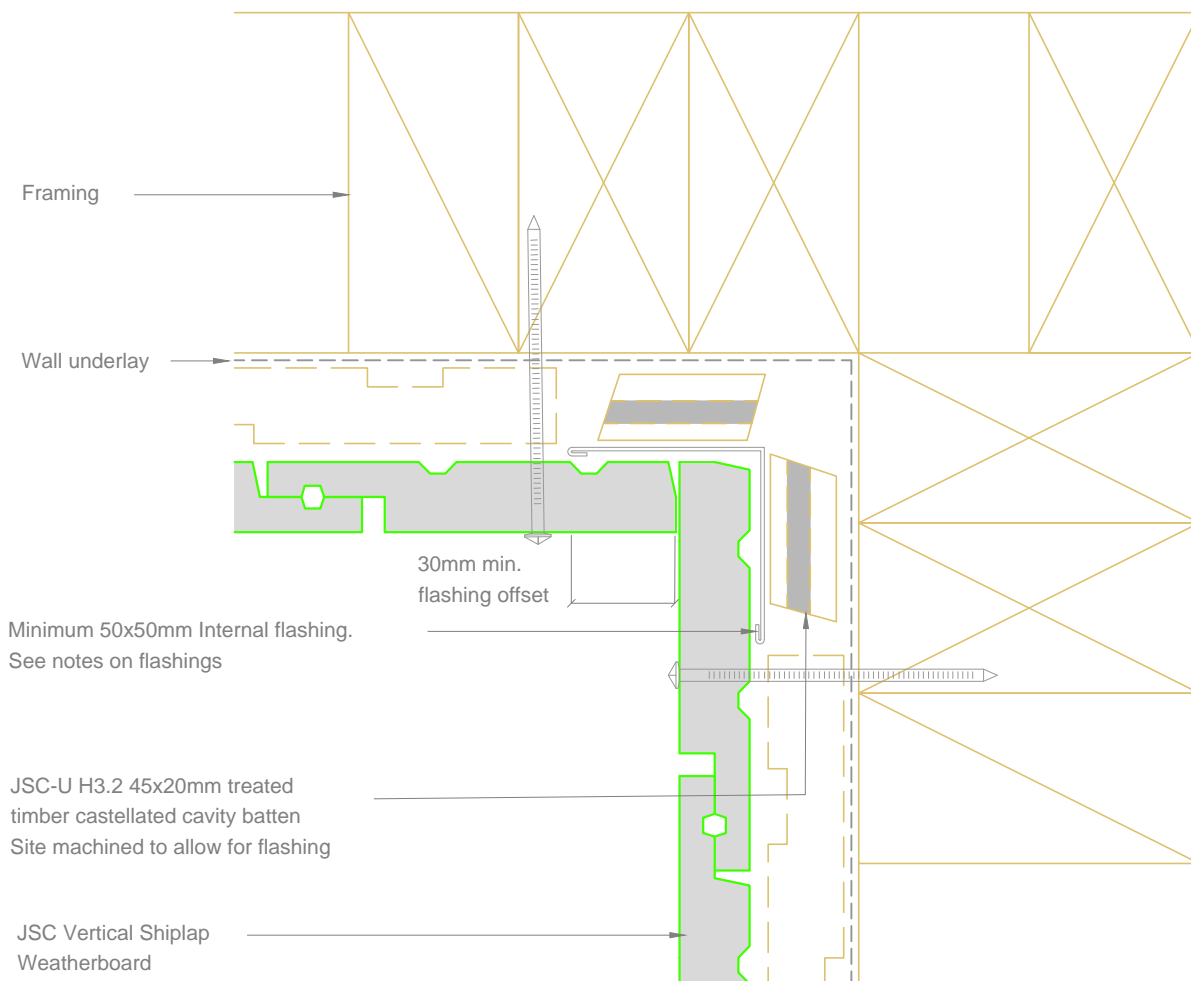 Framing
Wall underlay
30mm min.
flashing offset
Minimum 50x50mm Internal flashing.
See notes on flashings
JSC-U H3.2 45x20mm treated
timber castellated cavity batten
Site machined to allow for flashing
JSC Vertical Shiplap
Weatherboard